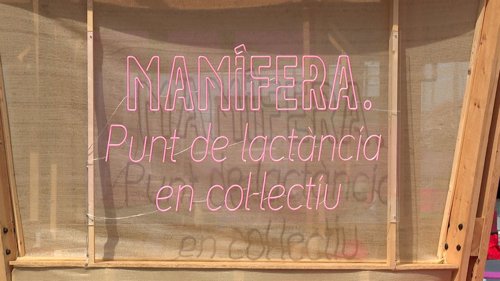 MAMÍFERA.
Punt de lactància
en col·lectiu